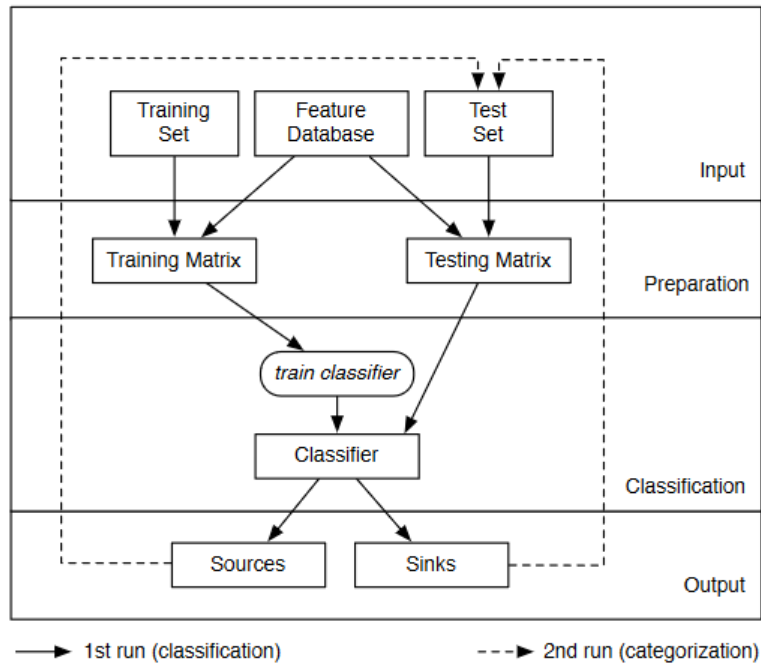 Training
Set
Feature
Database
Test
Set
Input
Training Matrix
Testing Matrix
Preparation
train classifier
Classifier
Classification
Sources
Sinks
Output
1st run (classification)
2nd run (categorization)